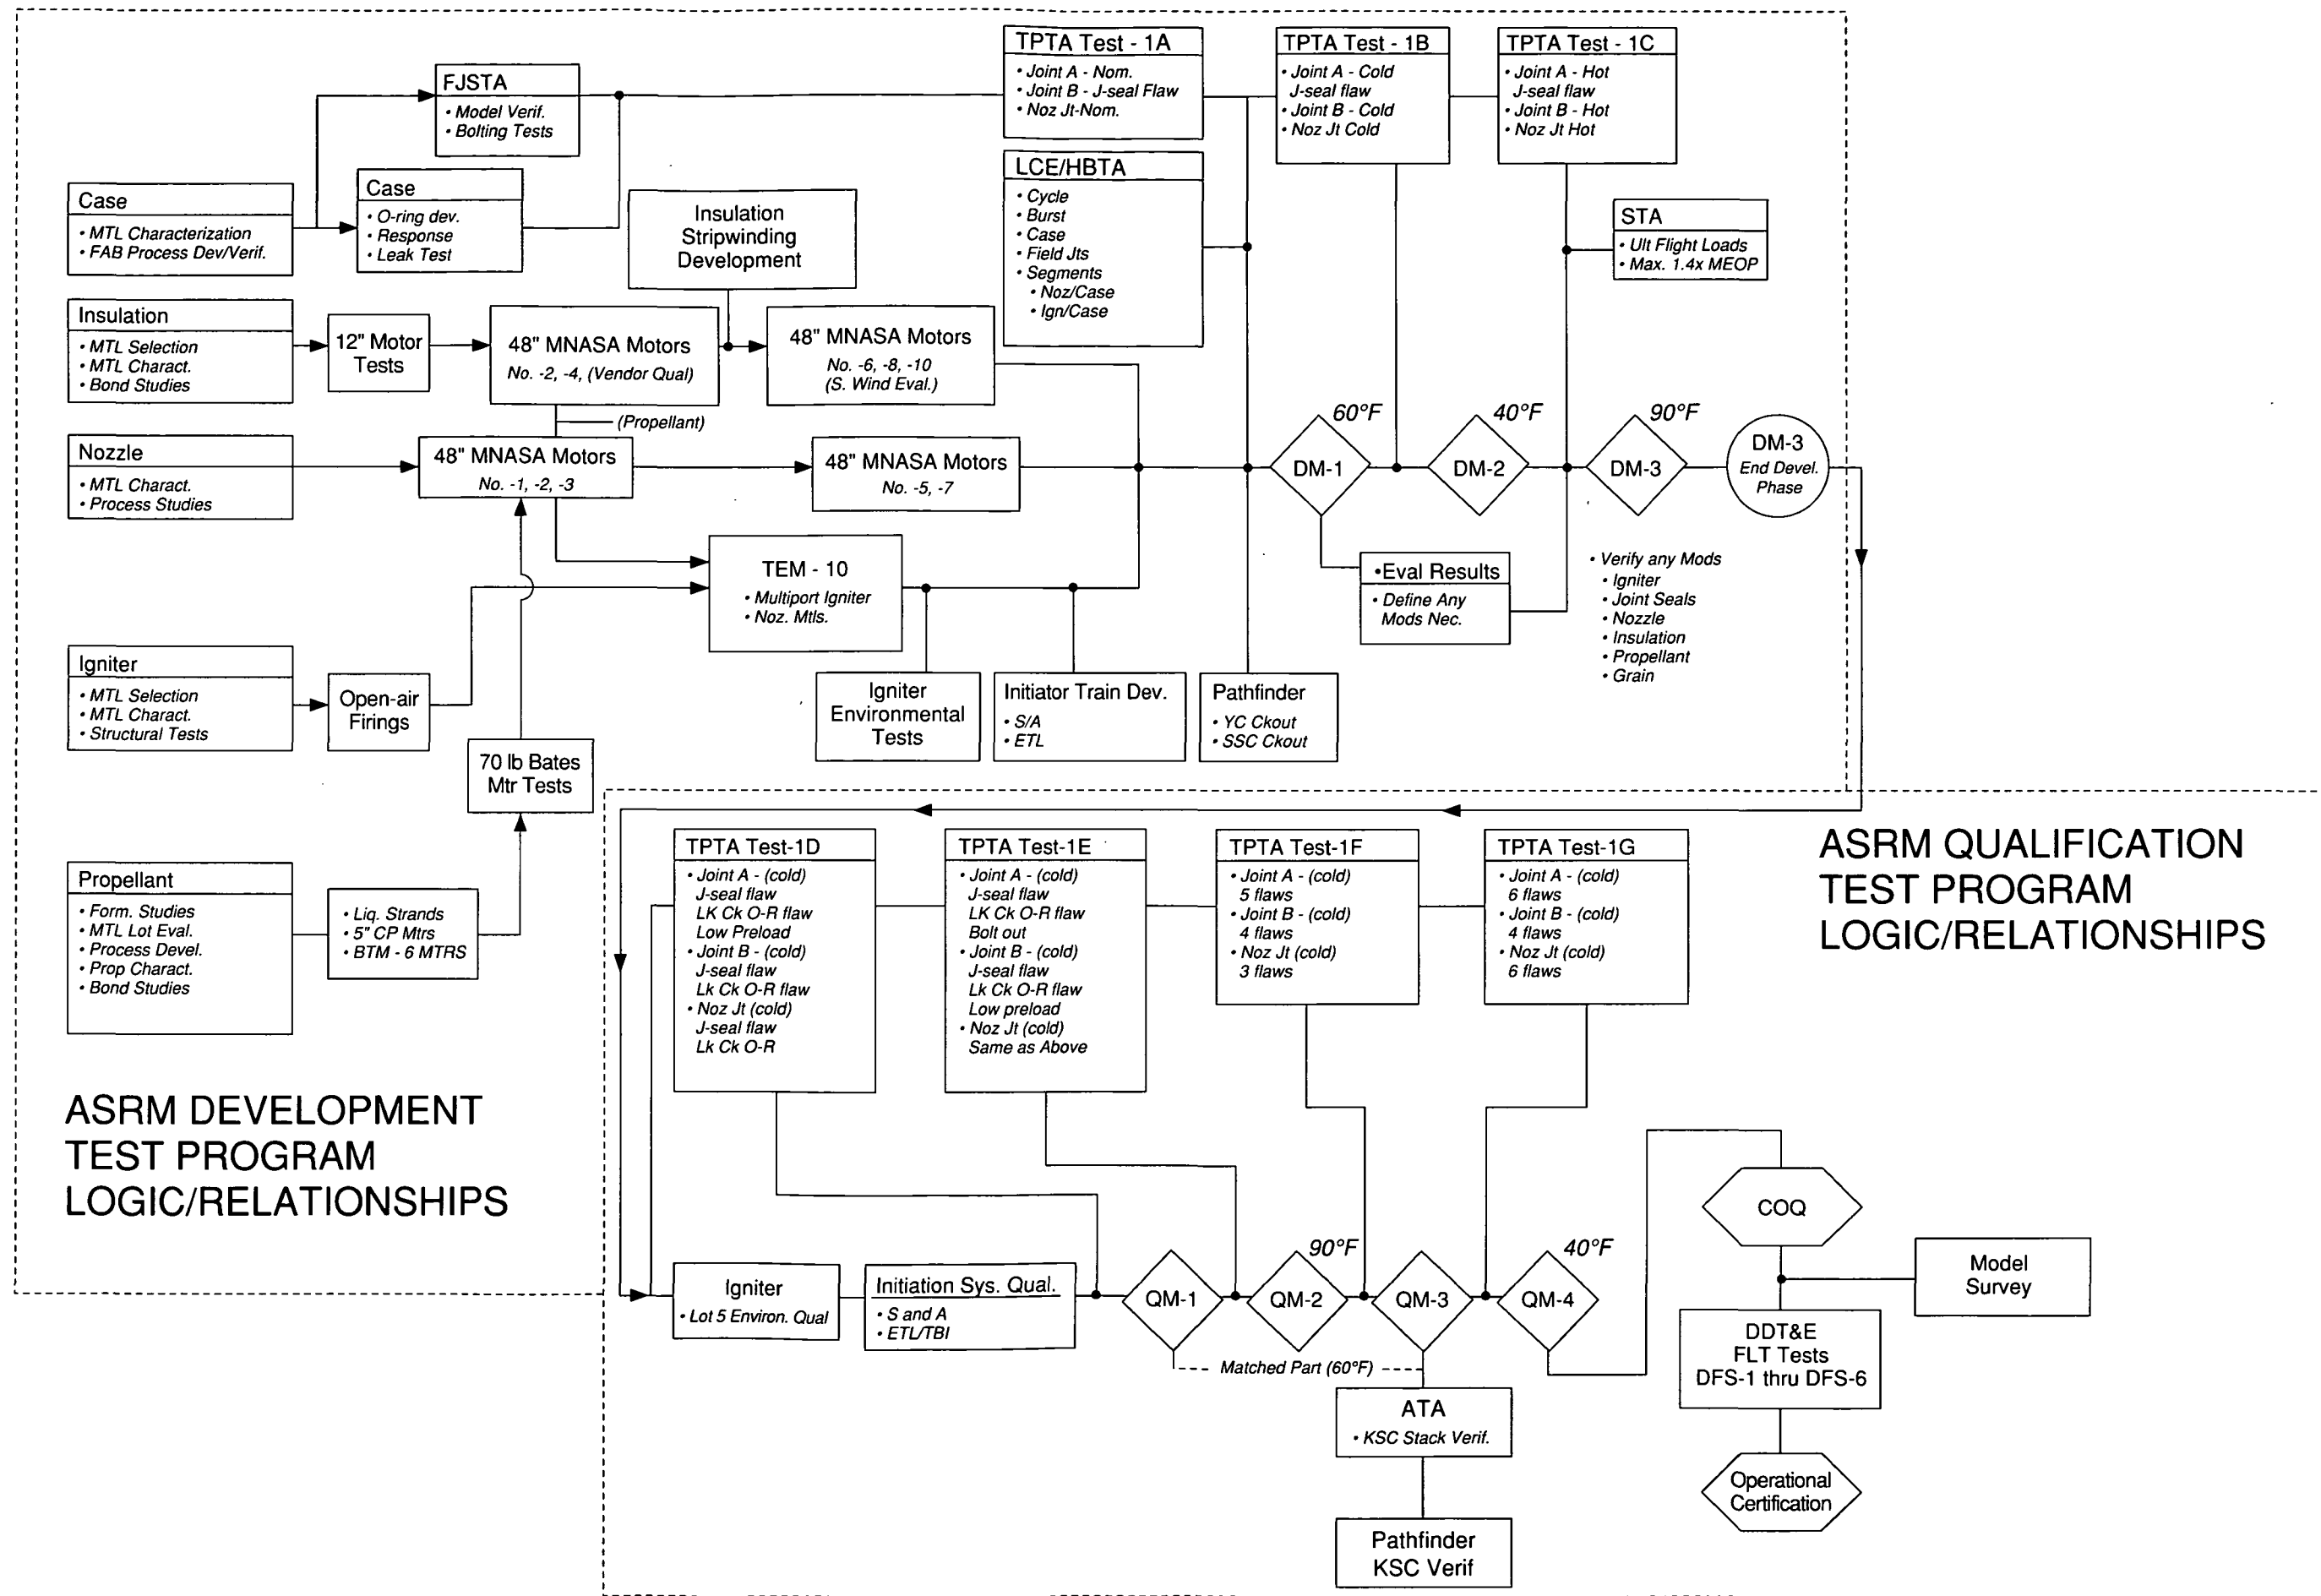 TPTA Test - 1A
• Joint A - Nom.
• Joint B - J-seal Flaw
• Noz Jt-Nom.
TPTA Test - 1B
• Joint A - Cold
J-seal flaw
• Joint B - Cold
• Noz Jt Cold
TPTA Test - 1C
• Joint A - Hot
J-seal flaw
• Joint B - Hot
• Noz Jt Hot
FJSTA
• Model Verif.
• Bolting Tests
Case
• MTL Characterization
• FAB Process Dev/Verif.
Case
• O-ring dev.
• Response
• Leak Test
Insulation
Stripwinding
Development
LCE/HBTA
• Cycle
• Burst
• Case
• Field Jts
• Segments
• Noz/Case
• Ign/Case
STA
• Ult Flight Loads
• Max. 1.4x MEOP
Insulation
• MTL Selection
• MTL Charact.
• Bond Studies
12" Motor
Tests
48" MNASA Motors
No. -2, -4, (Vendor Qual)
48" MNASA Motors
No. -6, -8, -10
(S. Wind Eval.)
(Propellant)
Nozzle
• MTL Charact.
• Process Studies
48" MNASA Motors
No. -1, -2, -3
48" MNASA Motors
No. -5, -7
60°F
DM-1
40°F
DM-2
90°F
DM-3
DM-3
End Devel.
Phase
TEM - 10
• Multiport Igniter
• Noz. Mtls.
•Eval Results
• Define Any
Mods Nec.
• Verify any Mods
• Igniter
• Joint Seals
• Nozzle
• Insulation
• Propellant
• Grain
Igniter
• MTL Selection
• MTL Charact.
• Structural Tests
Open-air
Firings
Igniter
Environmental
Tests
Initiator Train Dev.
• S/A
• ETL
Pathfinder
• YC Ckout
• SSC Ckout
70 lb Bates
Mtr Tests
Propellant
• Form. Studies
• MTL Lot Eval.
• Process Devel.
• Prop Charact.
• Bond Studies
• Liq. Strands
• 5" CP Mtrs
• BTM - 6 MTRS
ASRM DEVELOPMENT
TEST PROGRAM
LOGIC/RELATIONSHIPS
TPTA Test-1D
• Joint A - (cold)
J-seal flaw
LK Ck O-R flaw
Low Preload
• Joint B - (cold)
J-seal flaw
Lk Ck O-R flaw
• Noz Jt (cold)
J-seal flaw
Lk Ck O-R
TPTA Test-1E
• Joint A - (cold)
J-seal flaw
LK Ck O-R flaw
Bolt out
• Joint B - (cold)
J-seal flaw
Lk Ck O-R flaw
Low preload
• Noz Jt (cold)
Same as Above
TPTA Test-1F
• Joint A - (cold)
5 flaws
• Joint B - (cold)
4 flaws
• Noz Jt (cold)
3 flaws
TPTA Test-1G
• Joint A - (cold)
6 flaws
• Joint B - (cold)
4 flaws
• Noz Jt (cold)
6 flaws
ASRM QUALIFICATION
TEST PROGRAM
LOGIC/RELATIONSHIPS
Igniter
• Lot 5 Environ. Qual
Initiation Sys. Qual.
• S and A
• ETL/TBI
QM-1
90°F
QM-2
QM-3
40°F
QM-4
Matched Part (60°F)
ATA
• KSC Stack Verif.
Pathfinder
KSC Verif
COQ
Model
Survey
DDT&E
FLT Tests
DFS-1 thru DFS-6
Operational
Certification